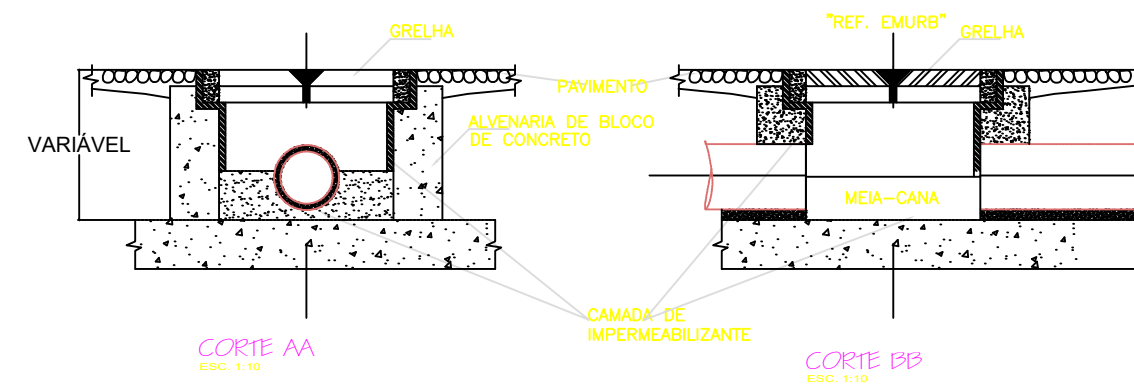 "REF. EMURB"
GRELHA
GRELHA
PAVIMENTO
ALVENARIA DE BLOCO
DE CONCRETO
VARIÁVEL
MEIA-CANA
CAMADA DE
IMPERMEABILIZANTE
CORTE AA
ESC. 1:10
CORTE BB
ESC. 1:10